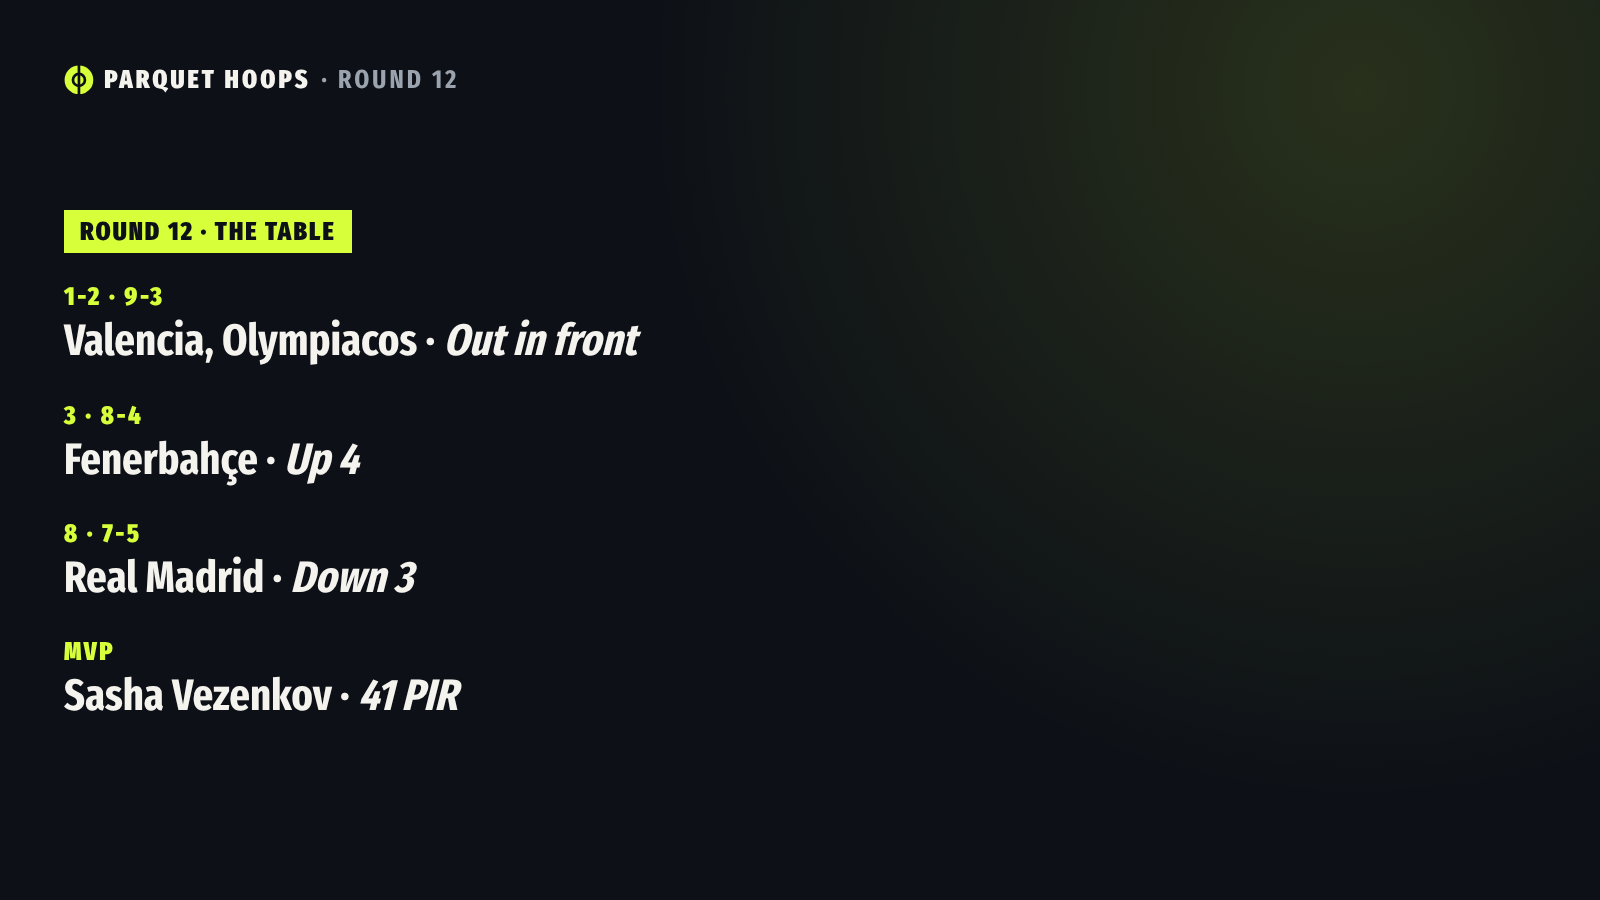 PARQUET HOOPS · ROUND 12
ROUND 12 · THE TABLE
1-2 · 9-3
Valencia, Olympiacos · Out in front
3 · 8-4
Fenerbahçe · Up 4
8 · 7-5
Real Madrid · Down 3
MVP
Sasha Vezenkov · 41 PIR